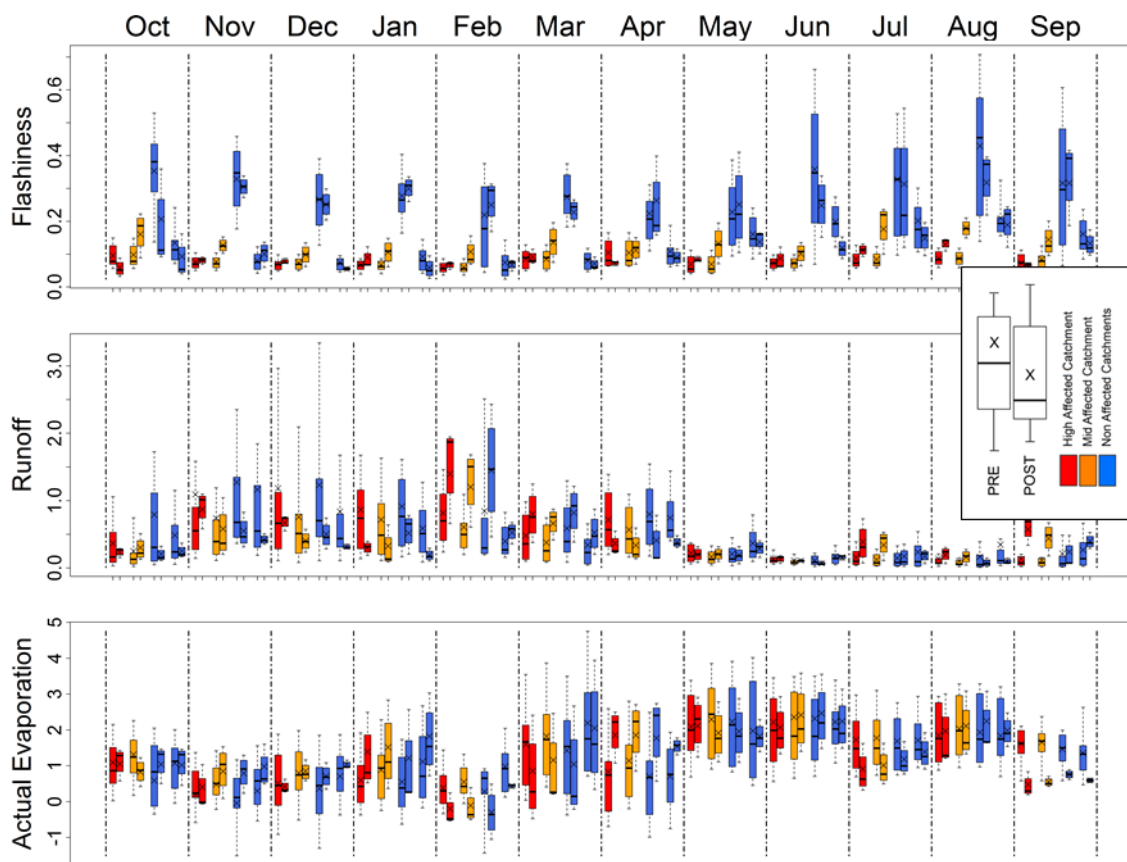 Oct Nov Dec Jan Feb Mar Apr May Jun Jul Aug Sep
Flashiness
0.6
0.4
0.2
0.0
Runoff
3.0
2.0
1.0
0.0
Actual Evaporation
5
4
3
2
1
0
-1
PRE
POST
High Affected Catchment
Mid Affected Catchment
Non Affected Catchments